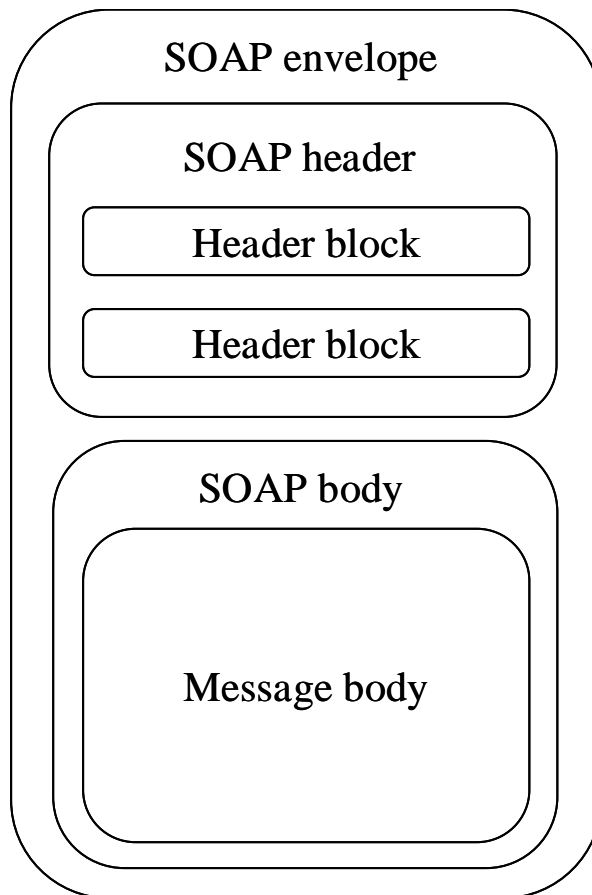 SOAP envelope
SOAP header
Header block
Header block
SOAP body
Message body